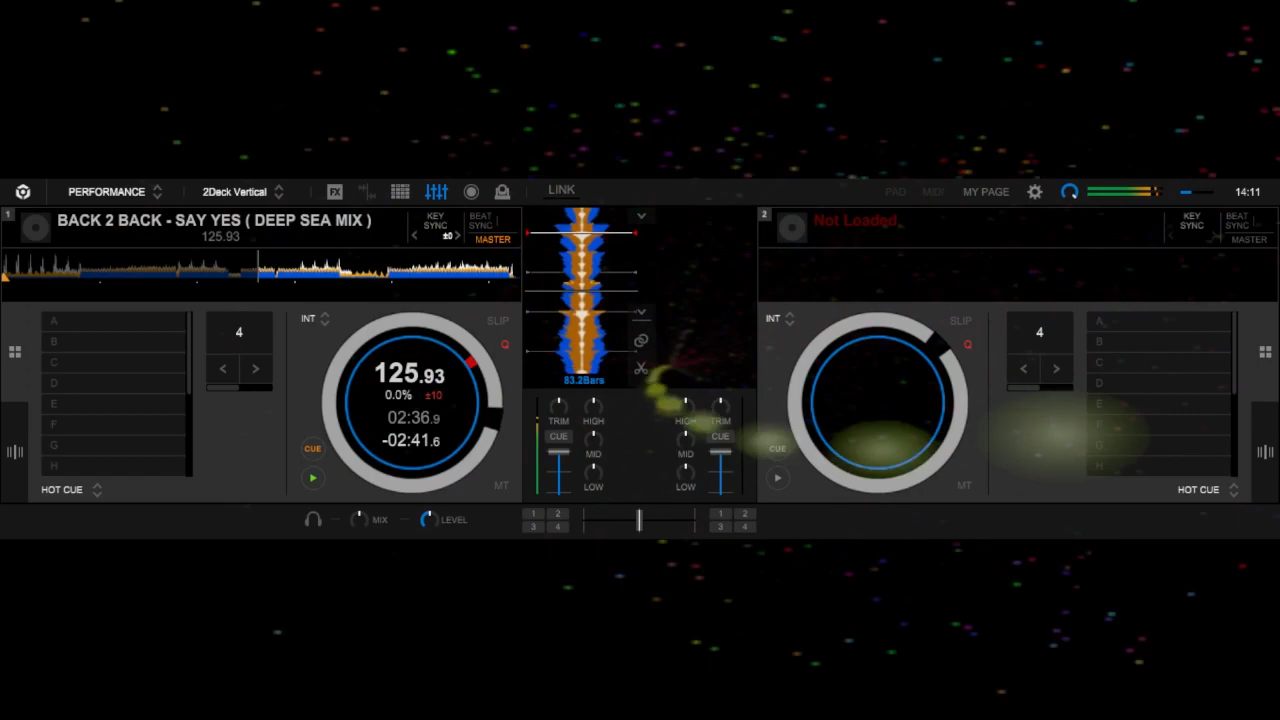 PERFORMANCE
2Deck Vertical
FX
LINK
PAD
MIDI
MY PAGE
14:11
1
BACK 2 BACK - SAY YES ( DEEP SEA MIX )
125.93
KEY SYNC
±0
BEAT SYNC
MASTER
2
Not Loaded.
KEY SYNC
BEAT SYNC
MASTER
A
B
C
D
E
F
G
H
HOT CUE
4
INT
SLIP
Q
125.93
0.0% ±10
02:36.9
-02:41.6
CUE
MT
83.2Bars
TRIM
HIGH
CUE
MID
LOW
HIGH
TRIM
CUE
MID
LOW
INT
SLIP
Q
CUE
MT
4
A
B
C
D
E
F
G
H
HOT CUE
MIX
LEVEL
1 2
3 4
1 2
3 4